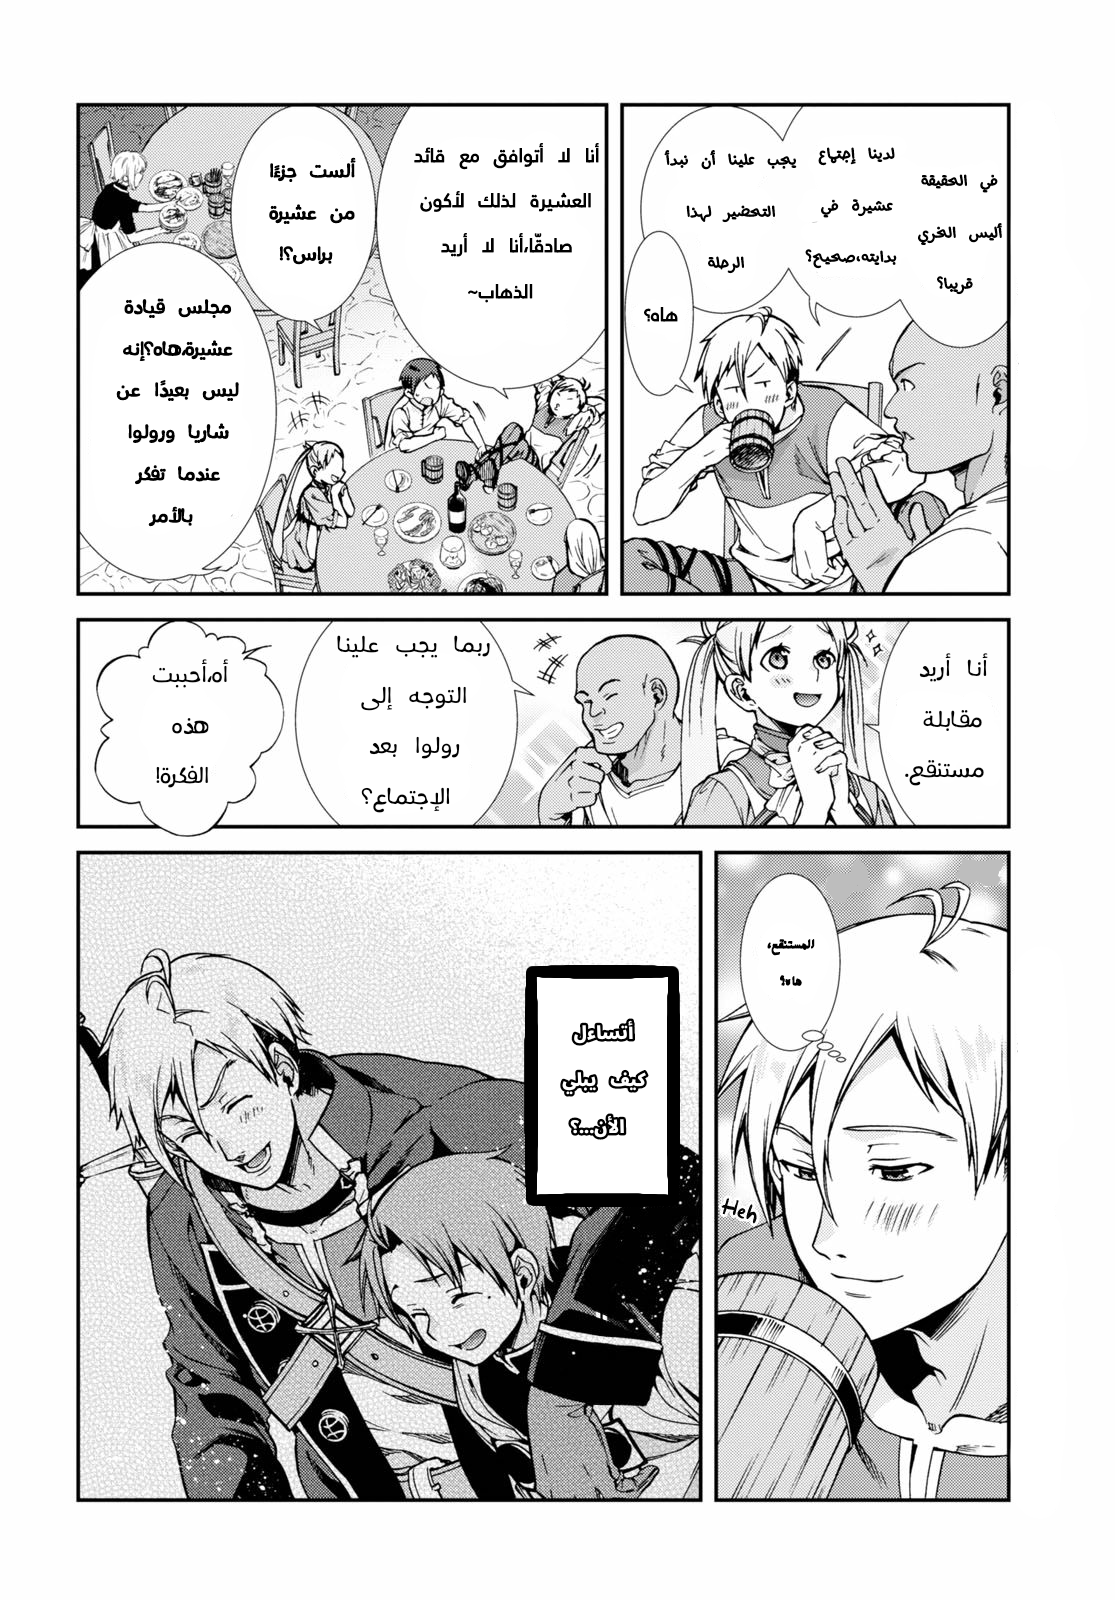 في الحقيقة
أليس الخري
قريبا؟
لدينا إجتماع
عشيرة في
بدايته،صحيح؟
يجب علينا أن نبدأ
التحضير لهذا
الرحلة
هاه؟
أنا لا أتوافق مع قائد
العشيرة لذلك لأكون
صادقًا،أنا لا أريد
الذهاب~
ألست جزءًا
من عشيرة
براس؟!
مجلس قيادة
عشيرة،هاه؟إنه
ليس بعيدًا عن
شاريا ورولوا
عندما تفكر
بالأمر
أنا أريد
مقابلة
مستنقع.
ربما يجب علينا
التوجه إلى
رولوا بعد
الإجتماع؟
أه،أحببت
هذه
الفكرة!
المستنقع،
هاه؟
Heh
أتساءل
كيف يبلي
الأن...؟